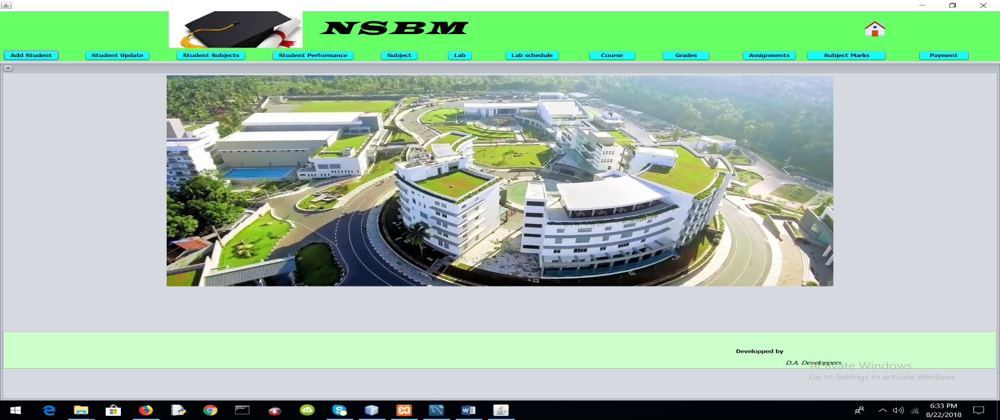 NSBM
Add Student
Student Update
Student Subjects
Student Performance
Subject
Lab
Lab schedule
Course
Grades
Assignments
Subject Marks
Payment
Developped by
D.A. Developpers
Activate Windows
Go to Settings to activate Windows.
6:33 PM
8/22/2018